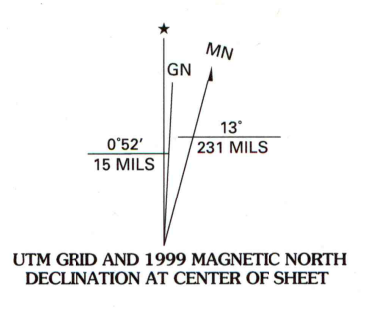 ★
MN
GN
0°52′
15 MILS
13°
231 MILS
UTM GRID AND 1999 MAGNETIC NORTH
DECLINATION AT CENTER OF SHEET